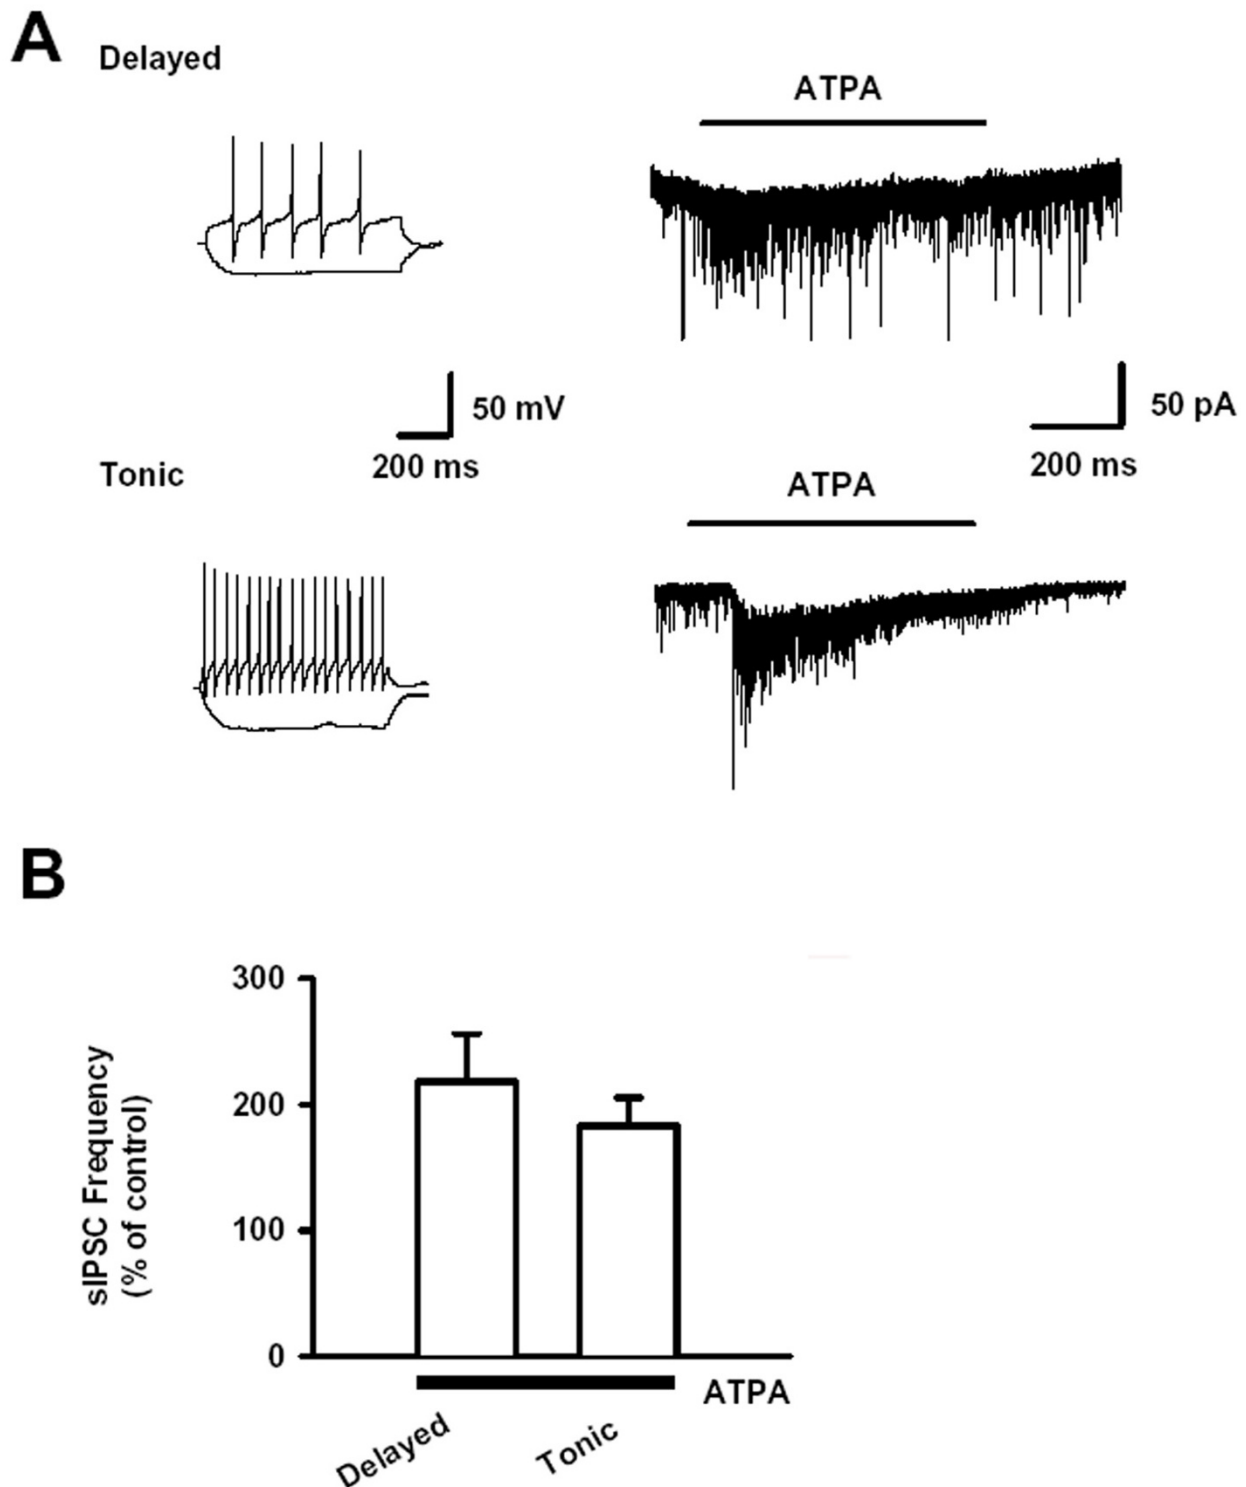 A
Delayed
ATPA
50 mV
200 ms
50 pA
200 ms
Tonic
ATPA
B
300
200
100
0
sIPSC Frequency
(% of control)
ATPA
Delayed
Tonic